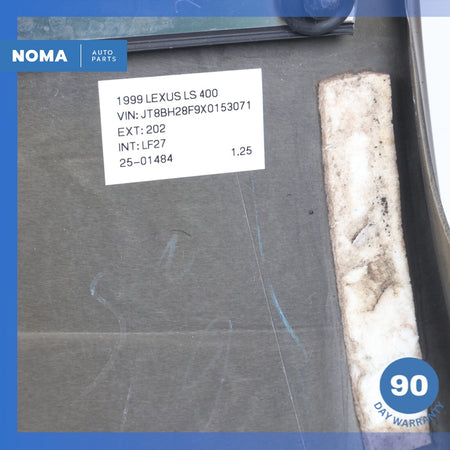 NOMA AUTO PARTS
1999 LEXUS LS 400
VIN: JT8BH28F9X0153071
EXT: 202
INT: LF27
25-01484 1.25
90
DAY WARRANTY